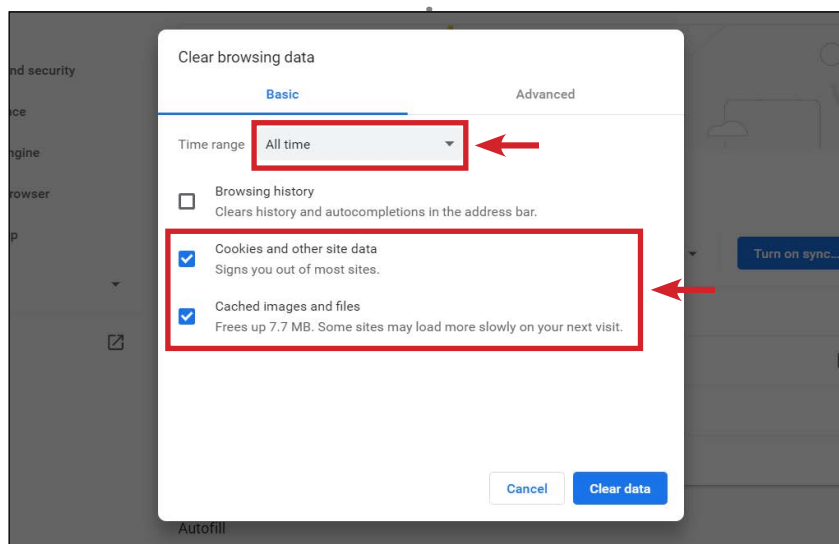 Clear browsing data
Basic
Advanced
Time range
All time
Browsing history
Clears history and autocompletions in the address bar.
Cookies and other site data
Signs you out of most sites.
Cached images and files
Frees up 7.7 MB. Some sites may load more slowly on your next visit.
Cancel
Clear data
nd security
nce
ngine
rowser
p
Turn on sync...
Autofill